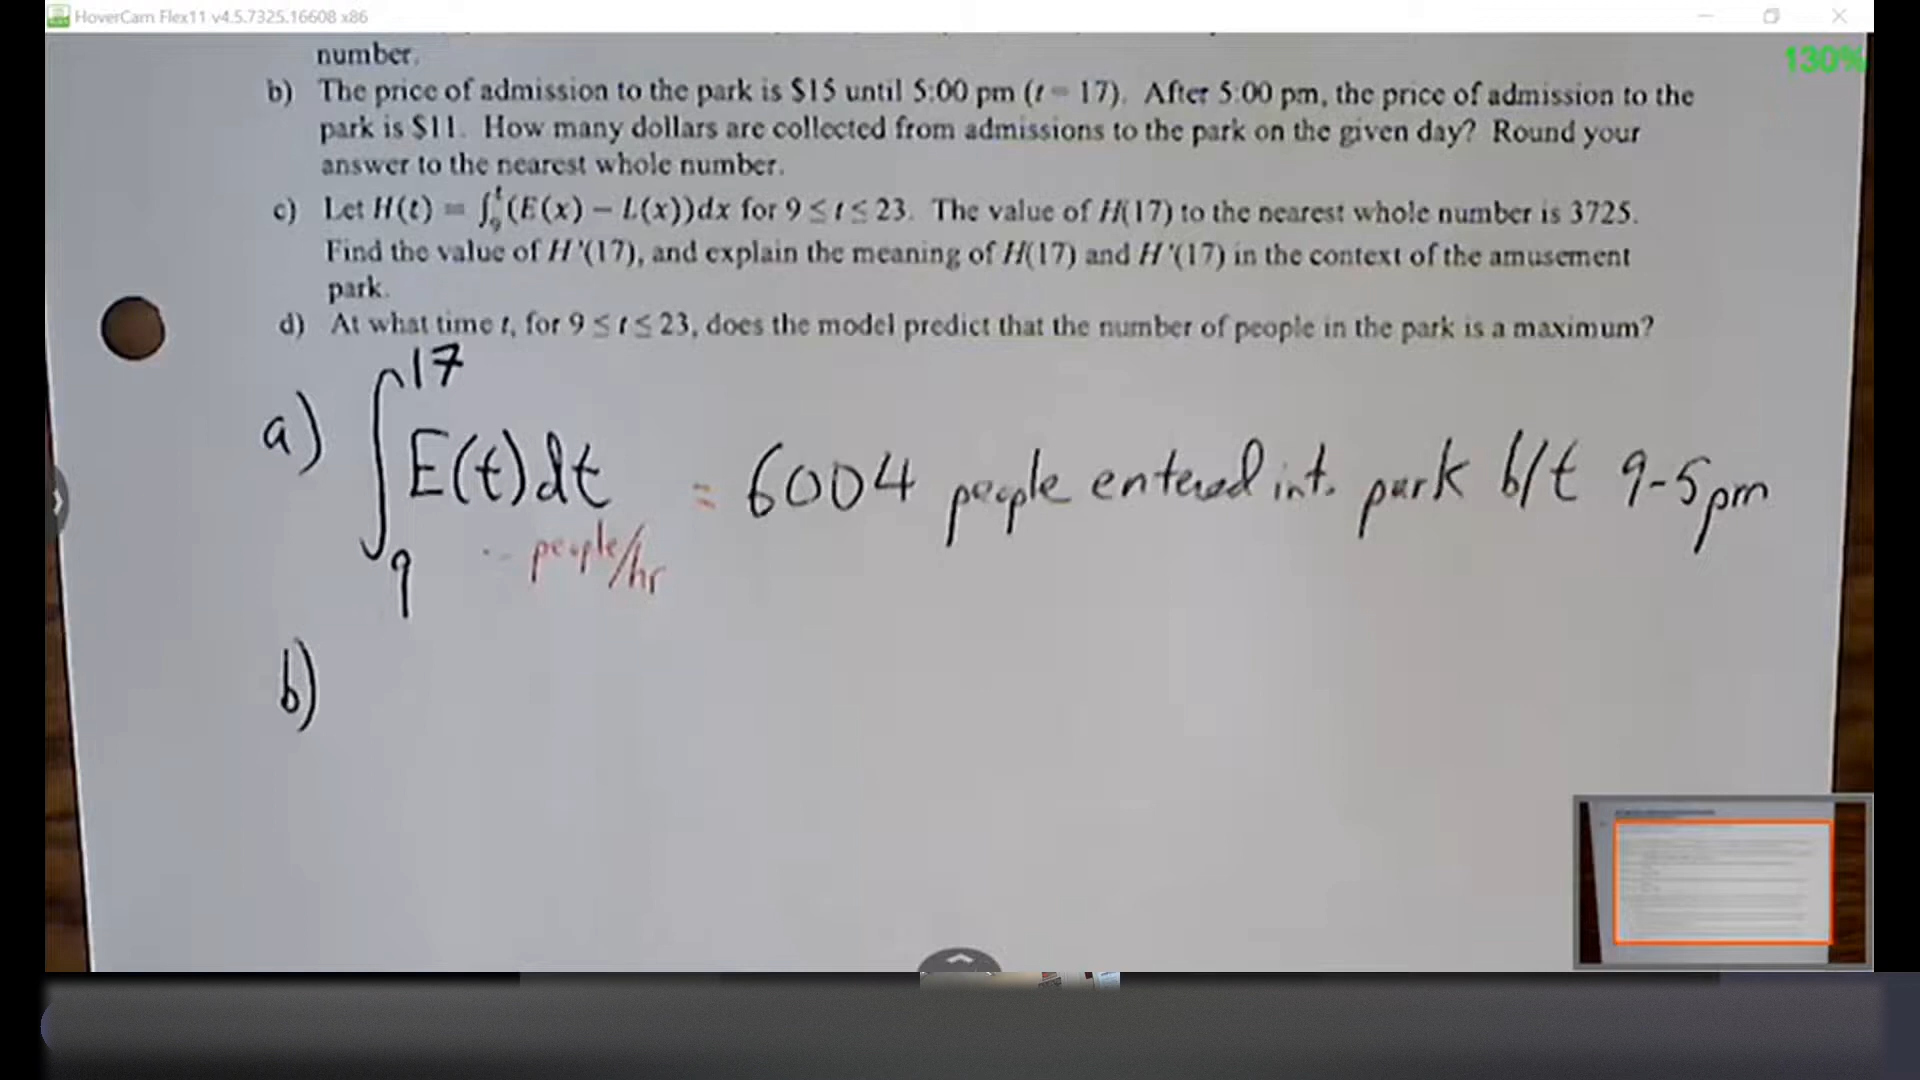 HoverCam Flex11 v4.5.7325.16608 x86
130%
number.
b) The price of admission to the park is $15 until 5:00 pm (t = 17). After 5:00 pm, the price of admission to the
park is $11. How many dollars are collected from admissions to the park on the given day? Round your
answer to the nearest whole number.
c) Let H(t) = ∫₉ᵗ(E(x) − L(x))dx for 9 ≤ t ≤ 23. The value of H(17) to the nearest whole number is 3725.
Find the value of H'(17), and explain the meaning of H(17) and H'(17) in the context of the amusement
park.
d) At what time t, for 9 ≤ t ≤ 23, does the model predict that the number of people in the park is a maximum?
a) ∫₉¹⁷ E(t)dt = 6004 people entered into park b/t 9-5pm
people/hr
b)